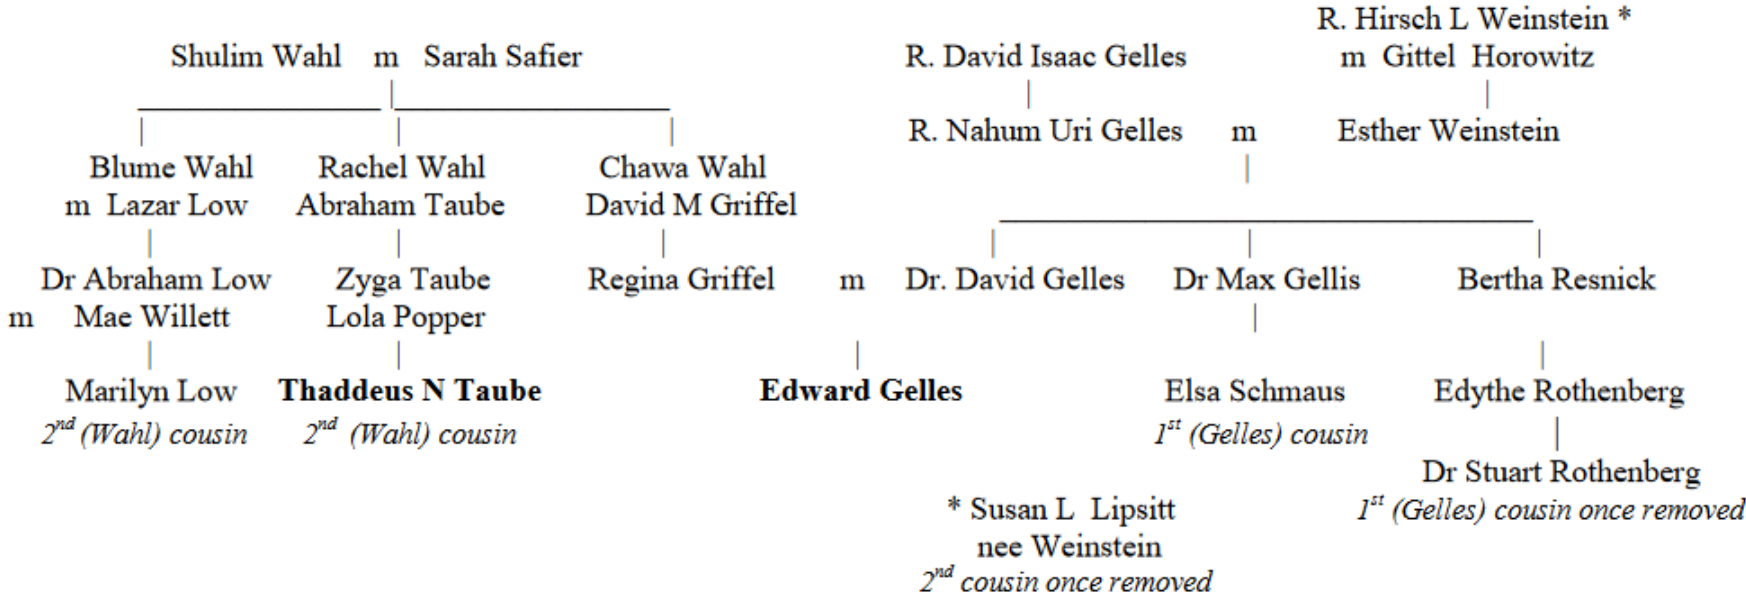 R. Hirsch L Weinstein *
Shulim Wahl m Sarah Safier R. David Isaac Gelles m Gittel Horowitz
R. Nahum Uri Gelles m Esther Weinstein
Blume Wahl Rachel Wahl Chawa Wahl
m Lazar Low Abraham Taube David M Griffel
Dr Abraham Low Zyga Taube Regina Griffel m Dr. David Gelles Dr Max Gellis Bertha Resnick
m Mae Willett Lola Popper
Marilyn Low Thaddeus N Taube Edward Gelles Elsa Schmaus Edythe Rothenberg
2nd (Wahl) cousin 2nd (Wahl) cousin 1st (Gelles) cousin
Dr Stuart Rothenberg
* Susan L Lipsitt 1st (Gelles) cousin once removed
nee Weinstein
2nd cousin once removed